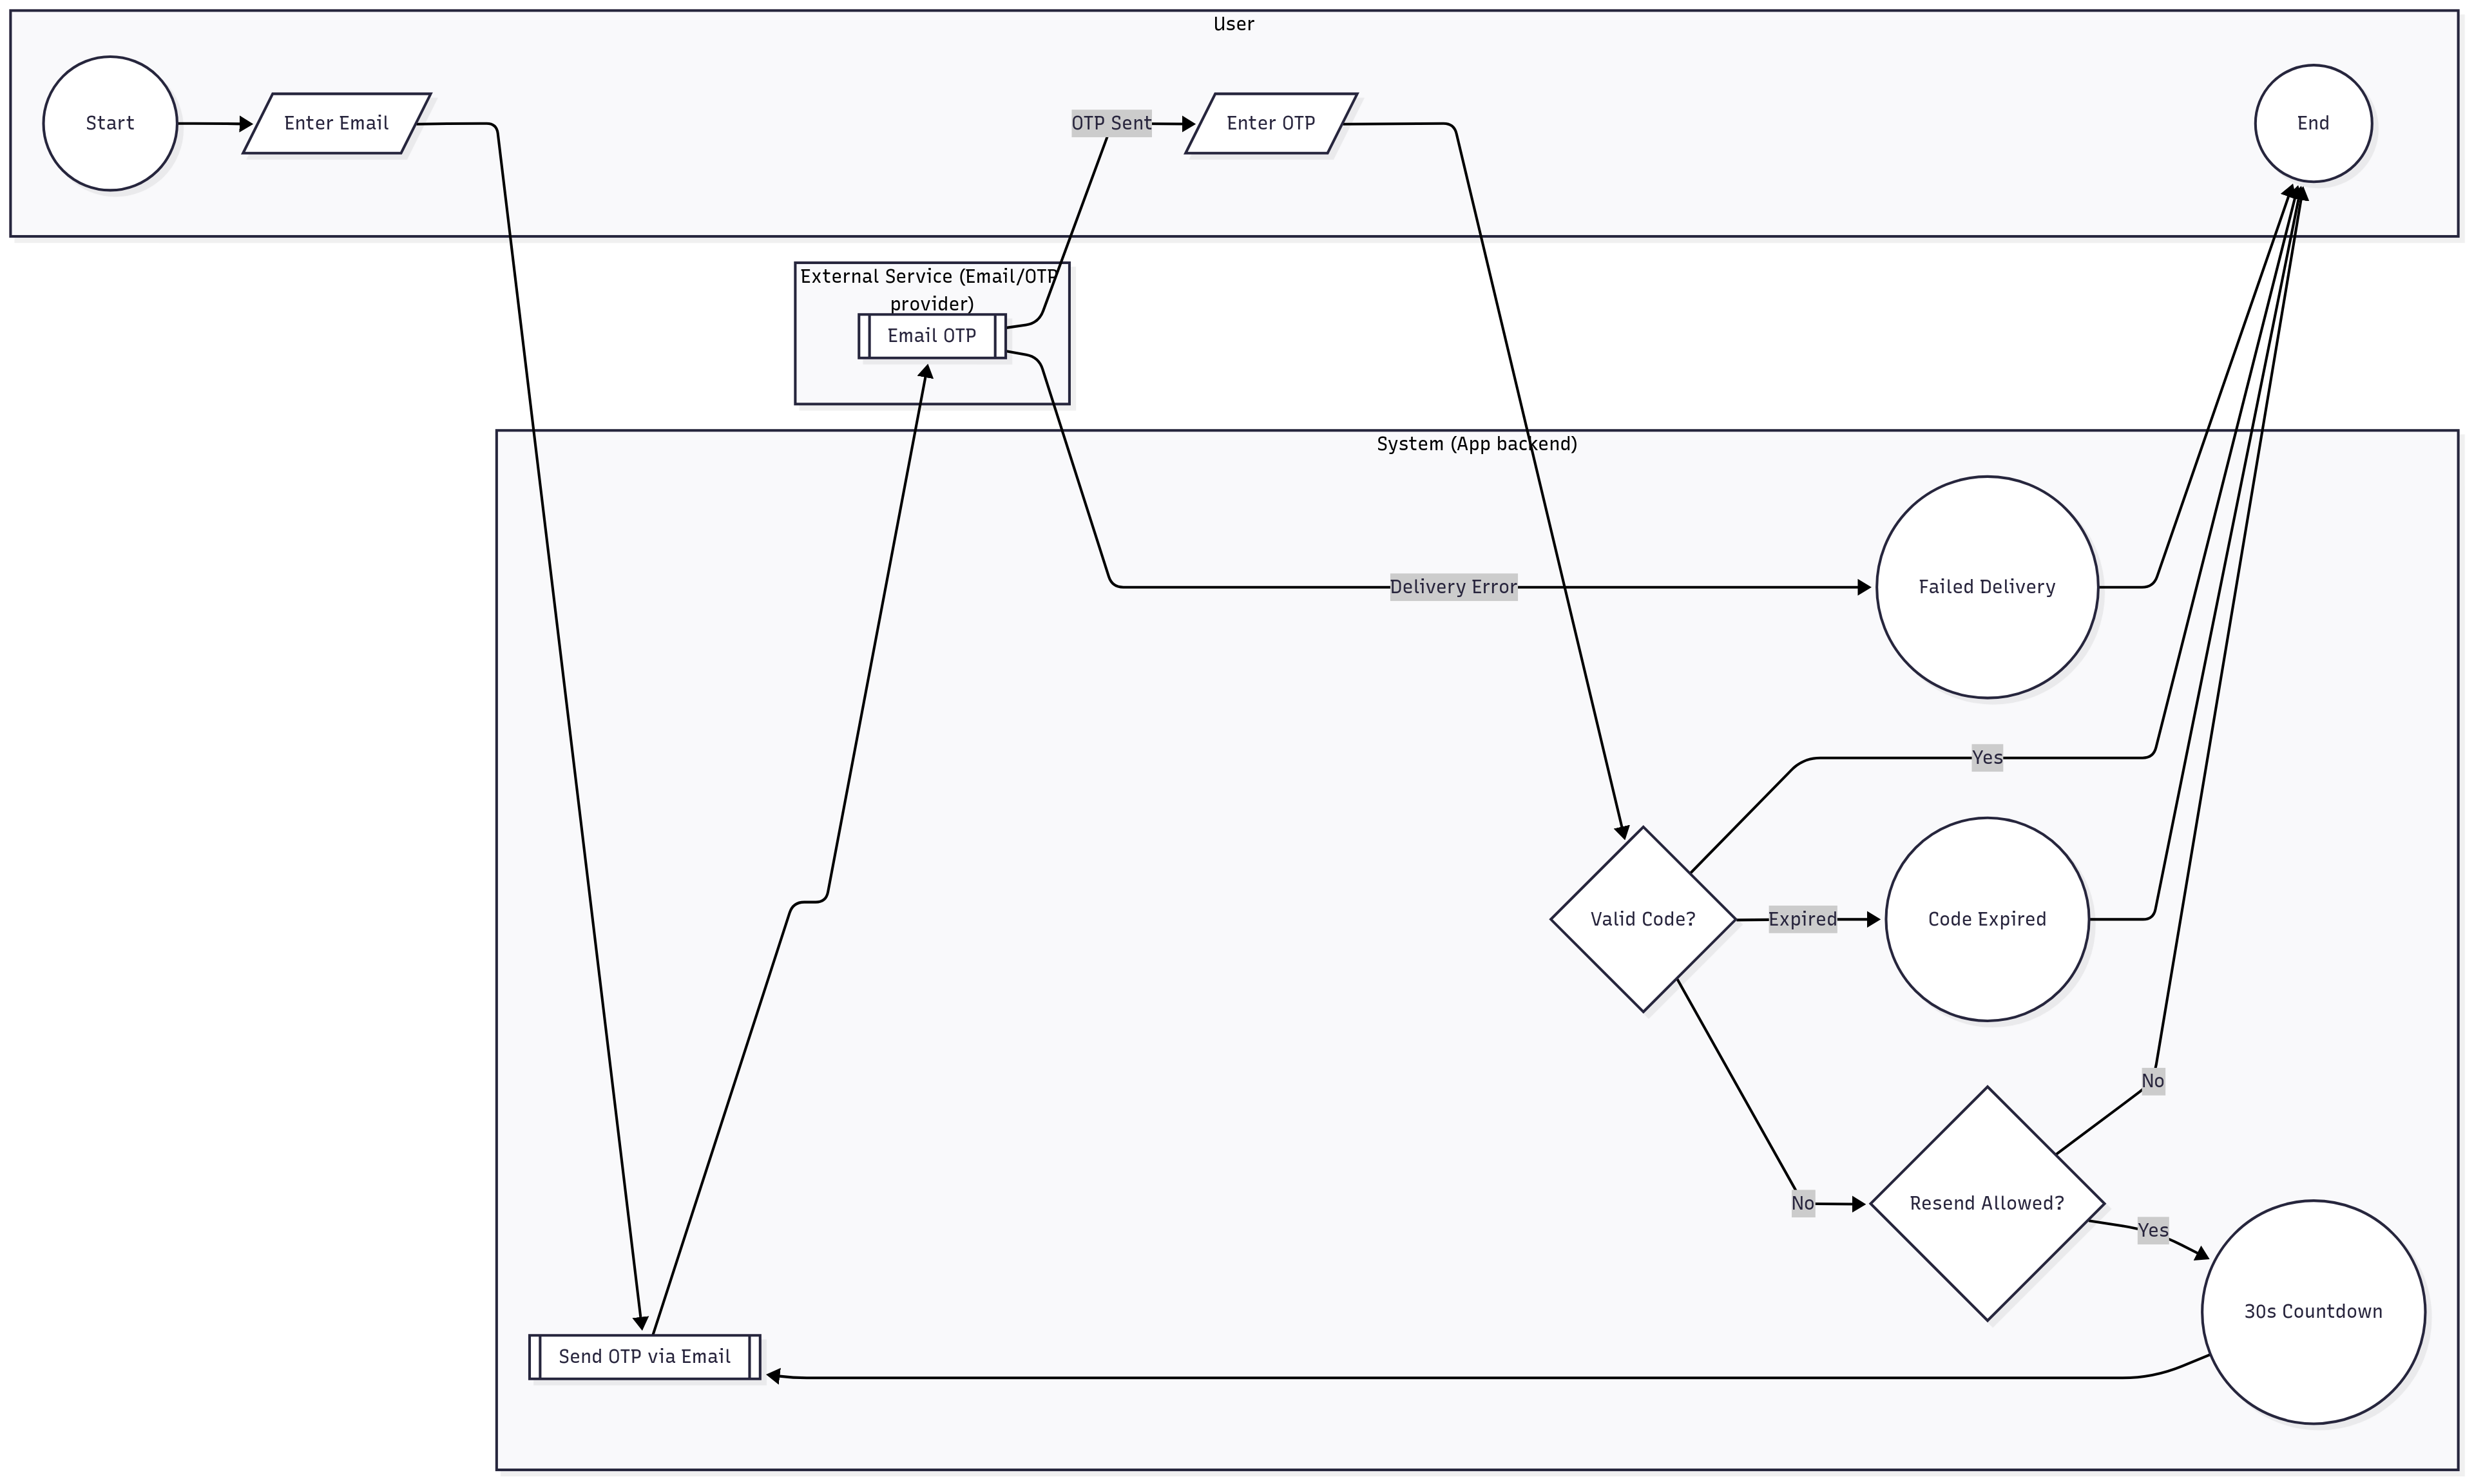 User
Start
Enter Email
OTP Sent
Enter OTP
End
External Service (Email/OTP
provider)
Email OTP
System (App backend)
Delivery Error
Failed Delivery
Yes
Valid Code?
Expired
Code Expired
No
No
Resend Allowed?
Yes
30s Countdown
Send OTP via Email